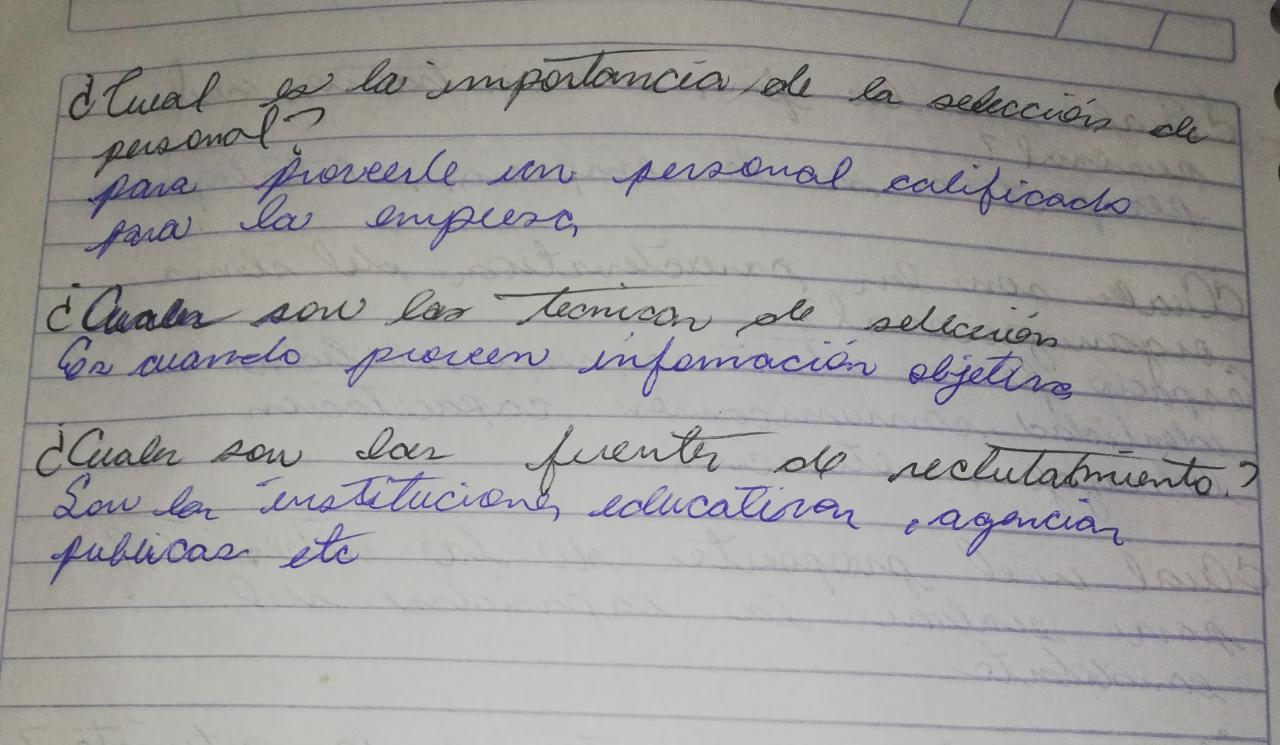 ¿Cual es la importancia, de la selección de
personal?
para proveerle un personal calificado
para la empresa,
¿Cuales son las tecnicas de selección
Es cuando proveen infomación objetiva
¿Cuales son las fuentes de reclutabmiento.?
Son las instituciones educativas, agencias
publicas etc